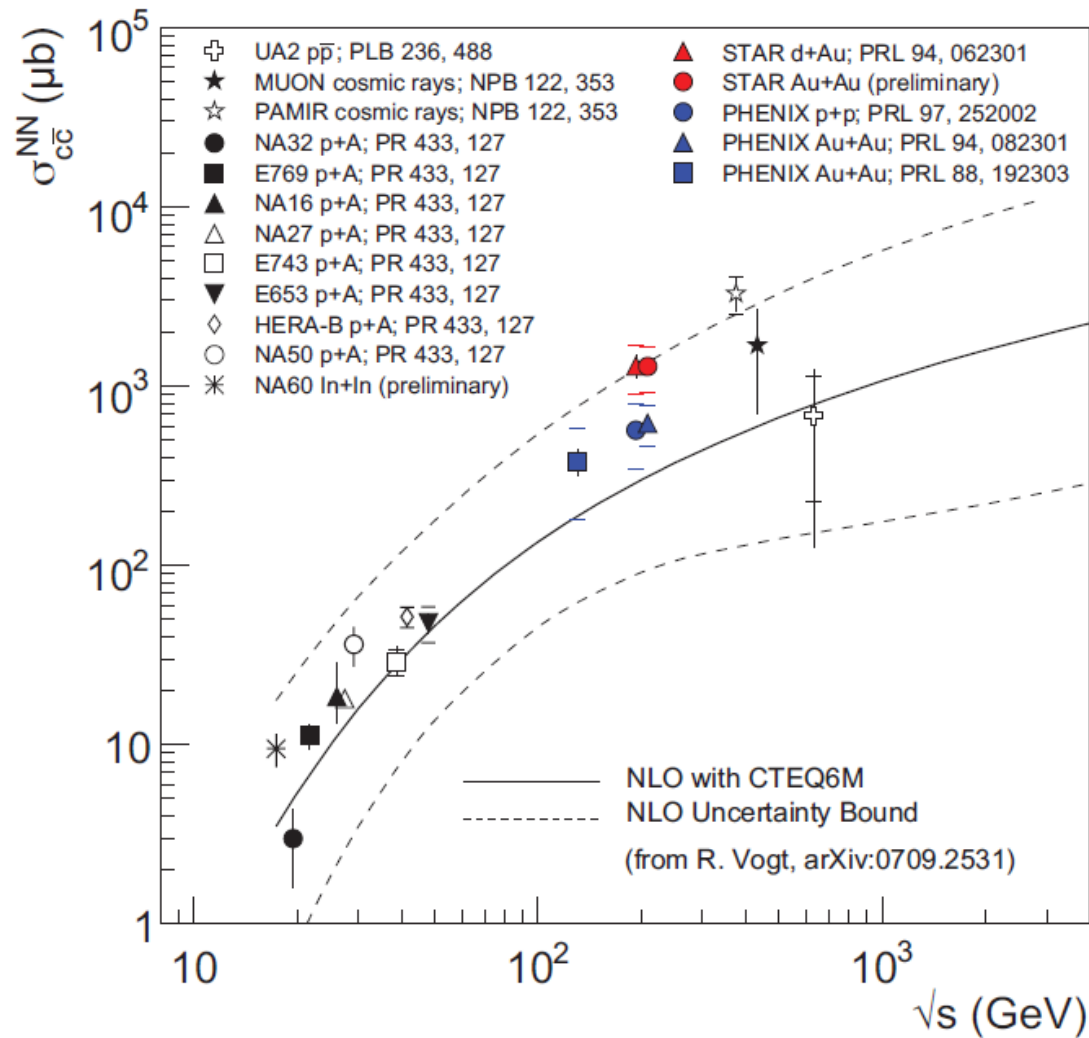 σ_cc̄^NN (μb)
10^5
10^4
10^3
10^2
10
1
UA2 pp̅; PLB 236, 488
MUON cosmic rays; NPB 122, 353
PAMIR cosmic rays; NPB 122, 353
NA32 p+A; PR 433, 127
E769 p+A; PR 433, 127
NA16 p+A; PR 433, 127
NA27 p+A; PR 433, 127
E743 p+A; PR 433, 127
E653 p+A; PR 433, 127
HERA-B p+A; PR 433, 127
NA50 p+A; PR 433, 127
NA60 In+In (preliminary)
STAR d+Au; PRL 94, 062301
STAR Au+Au (preliminary)
PHENIX p+p; PRL 97, 252002
PHENIX Au+Au; PRL 94, 082301
PHENIX Au+Au; PRL 88, 192303
NLO with CTEQ6M
NLO Uncertainty Bound
(from R. Vogt, arXiv:0709.2531)
10
10^2
10^3
√s (GeV)